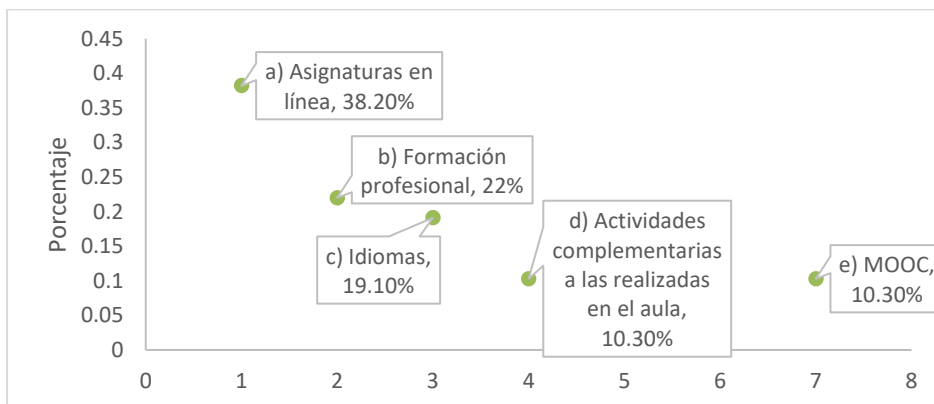 0.45
0.4
0.35
0.3
0.25
0.2
0.15
0.1
0.05
0
Porcentaje
a) Asignaturas en
línea, 38.20%
b) Formación
profesional, 22%
c) Idiomas,
19.10%
d) Actividades
complementarias
a las realizadas
en el aula,
10.30%
e) MOOC,
10.30%
0 1 2 3 4 5 6 7 8